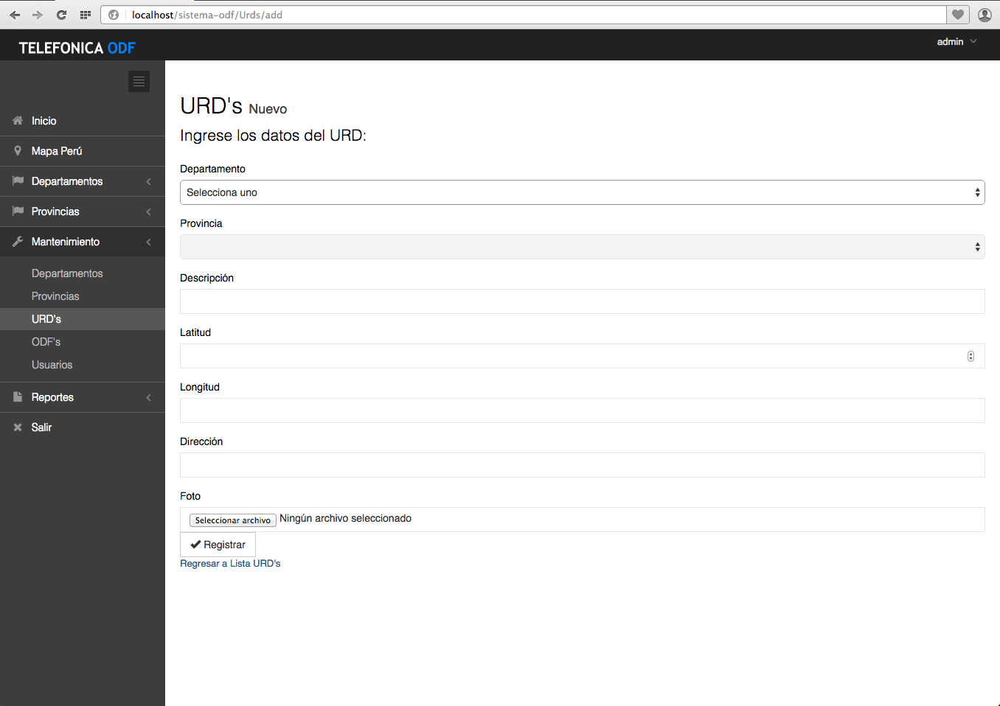 localhost/sistema-odf/Urds/add
TELEFONICA ODF
admin
Inicio
Mapa Perú
Departamentos
Provincias
Mantenimiento
Departamentos
Provincias
URD's
ODF's
Usuarios
Reportes
Salir
URD's Nuevo
Ingrese los datos del URD:
Departamento
Selecciona uno
Provincia
Descripción
Latitud
Longitud
Dirección
Foto
Seleccionar archivo Ningún archivo seleccionado
Registrar
Regresar a Lista URD's